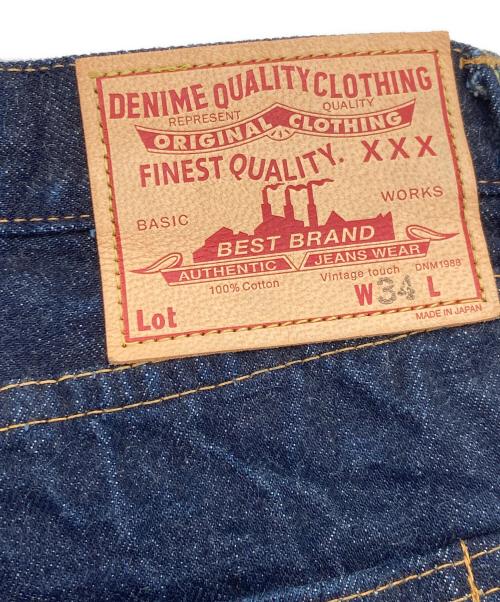 DENIME QUALITY CLOTHING
REPRESENT QUALITY
ORIGINAL CLOTHING
FINEST QUALITY. XXX
BASIC WORKS
BEST BRAND
AUTHENTIC JEANS WEAR
100% Cotton Vintage touch DNM1988
W 34 L
Lot MADE IN JAPAN